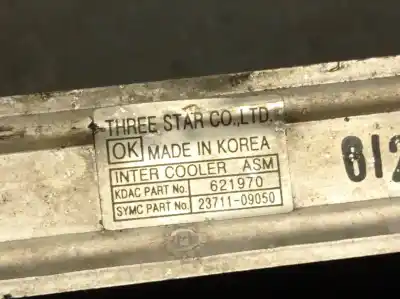 THREE STAR CO., LTD.
OK MADE IN KOREA
INTER COOLER ASM
KDAC PART No. 621970
SYMC PART No. 23711-09050